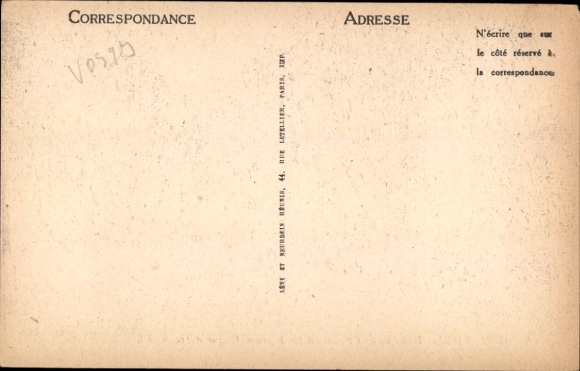 CORRESPONDANCE
ADRESSE
N'écrire que sur
le côté réservé à
la correspondance
LÉVY ET NEURDEIN RÉUNIS, 44, RUE LETELLIER, PARIS, IMP.